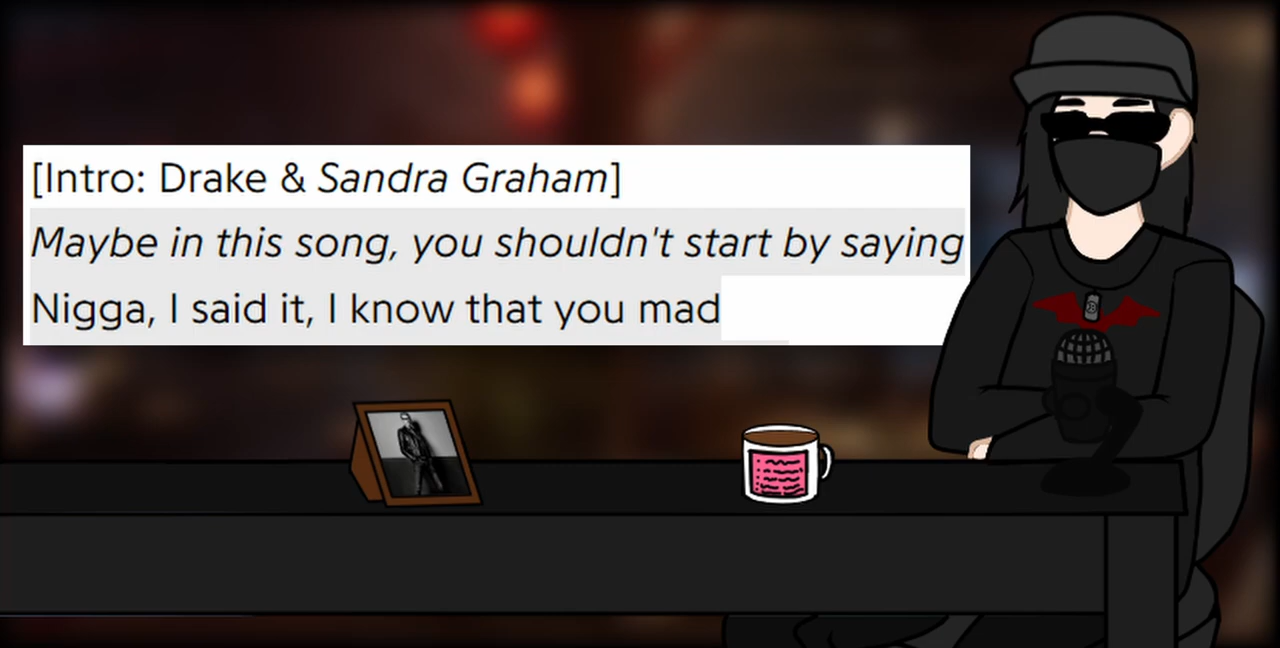 [Intro: Drake & Sandra Graham]
Maybe in this song, you shouldn't start by saying
Nigga, I said it, I know that you mad